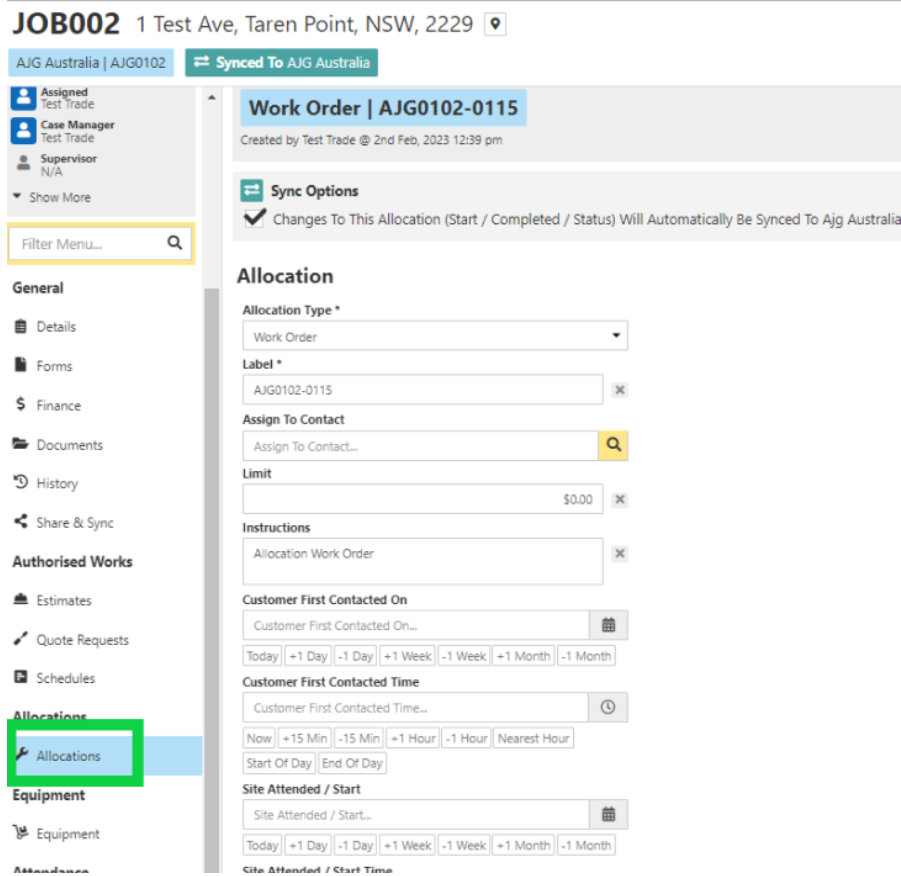 JOB002 1 Test Ave, Taren Point, NSW, 2229
AJG Australia | AJG0102
Synced To AJG Australia
Assigned
Test Trade
Case Manager
Test Trade
Supervisor
N/A
Show More
Filter Menu...
General
Details
Forms
Finance
Documents
History
Share & Sync
Authorised Works
Estimates
Quote Requests
Schedules
Allocations
Allocations
Equipment
Equipment
Attendance
Work Order | AJG0102-0115
Created by Test Trade @ 2nd Feb, 2023 12:39 pm
Sync Options
Changes To This Allocation (Start / Completed / Status) Will Automatically Be Synced To Ajg Australia
Allocation
Allocation Type *
Work Order
Label *
AJG0102-0115
Assign To Contact
Assign To Contact...
Limit
$0.00
Instructions
Allocation Work Order
Customer First Contacted On
Customer First Contacted On...
Today +1 Day -1 Day +1 Week -1 Week +1 Month -1 Month
Customer First Contacted Time
Customer First Contacted Time...
Now +15 Min -15 Min +1 Hour -1 Hour Nearest Hour
Start Of Day End Of Day
Site Attended / Start
Site Attended / Start...
Today +1 Day -1 Day +1 Week -1 Week +1 Month -1 Month
Site Attended / Start Time